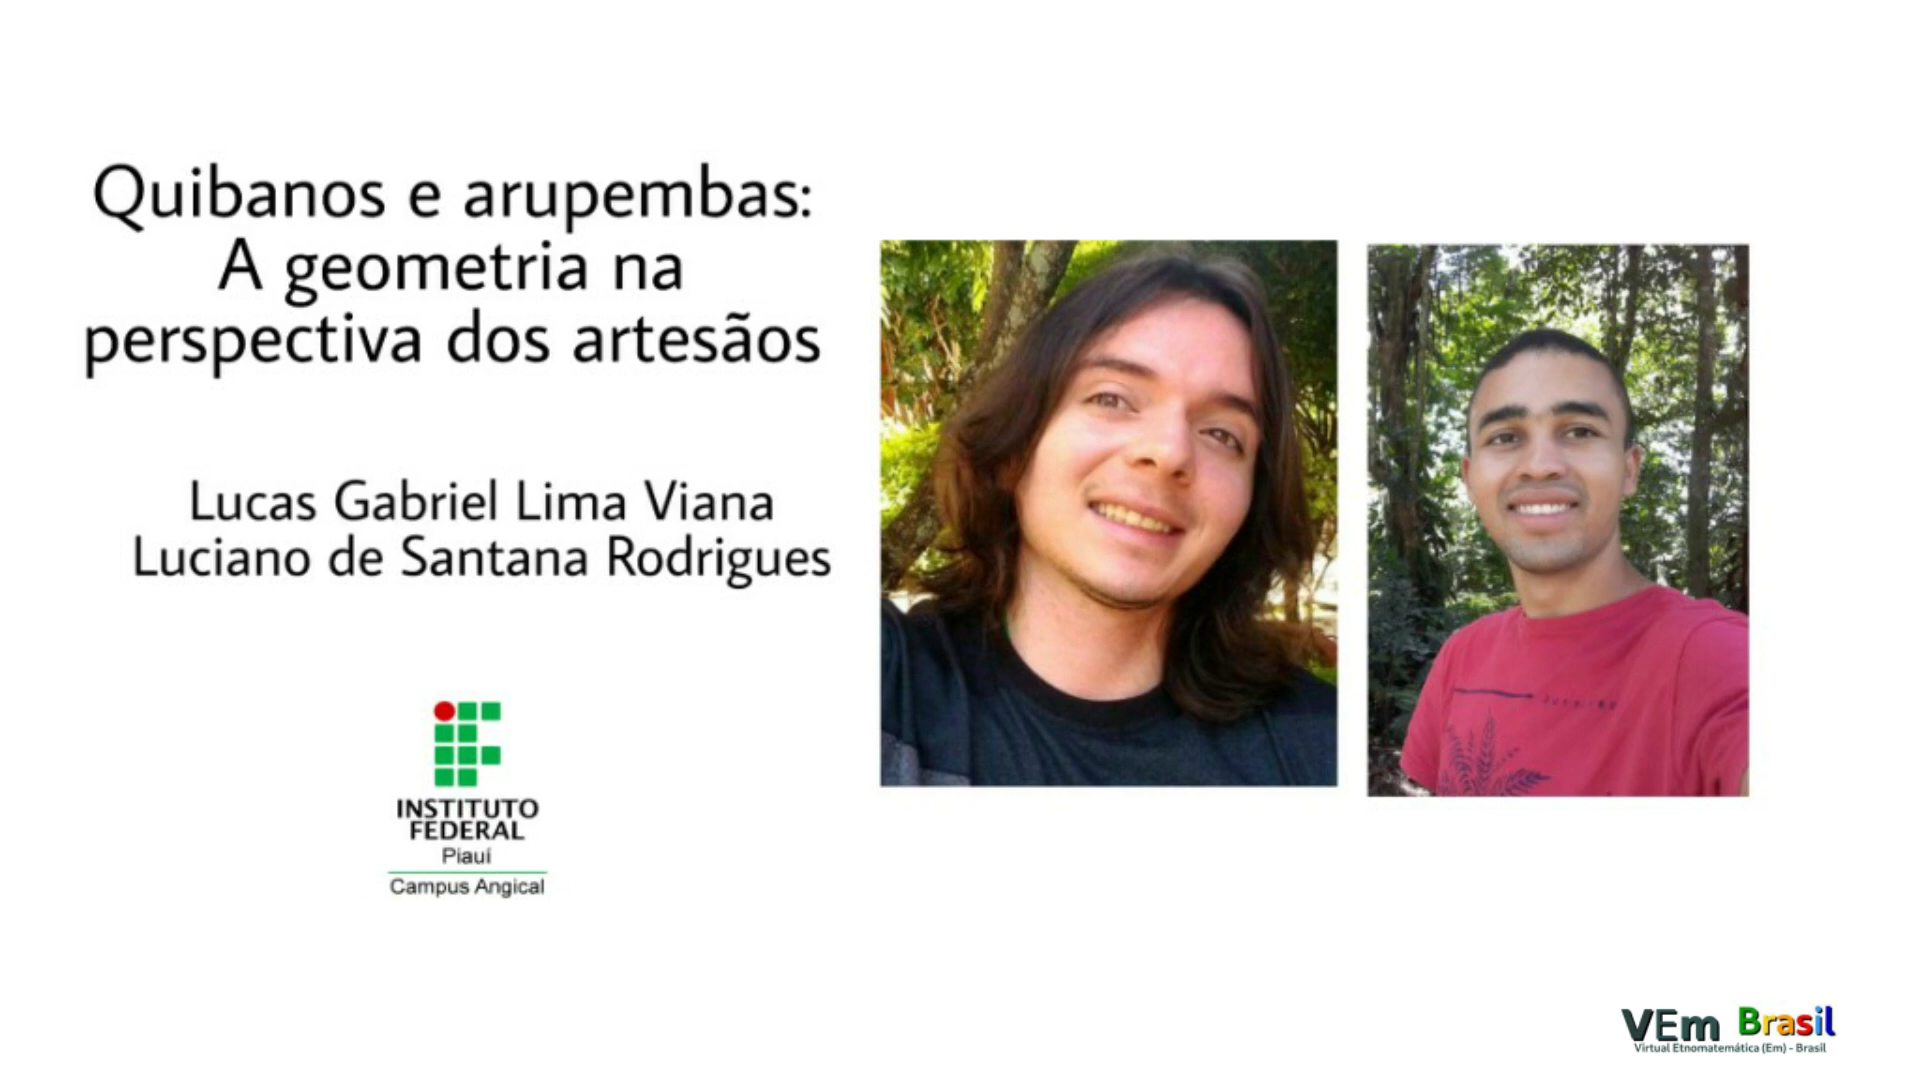 Quibanos e arupembas:
A geometria na
perspectiva dos artesãos
Lucas Gabriel Lima Viana
Luciano de Santana Rodrigues
INSTITUTO
FEDERAL
Piauí
Campus Angical
VEm Brasil
Virtual Etnomatemática (Em) - Brasil